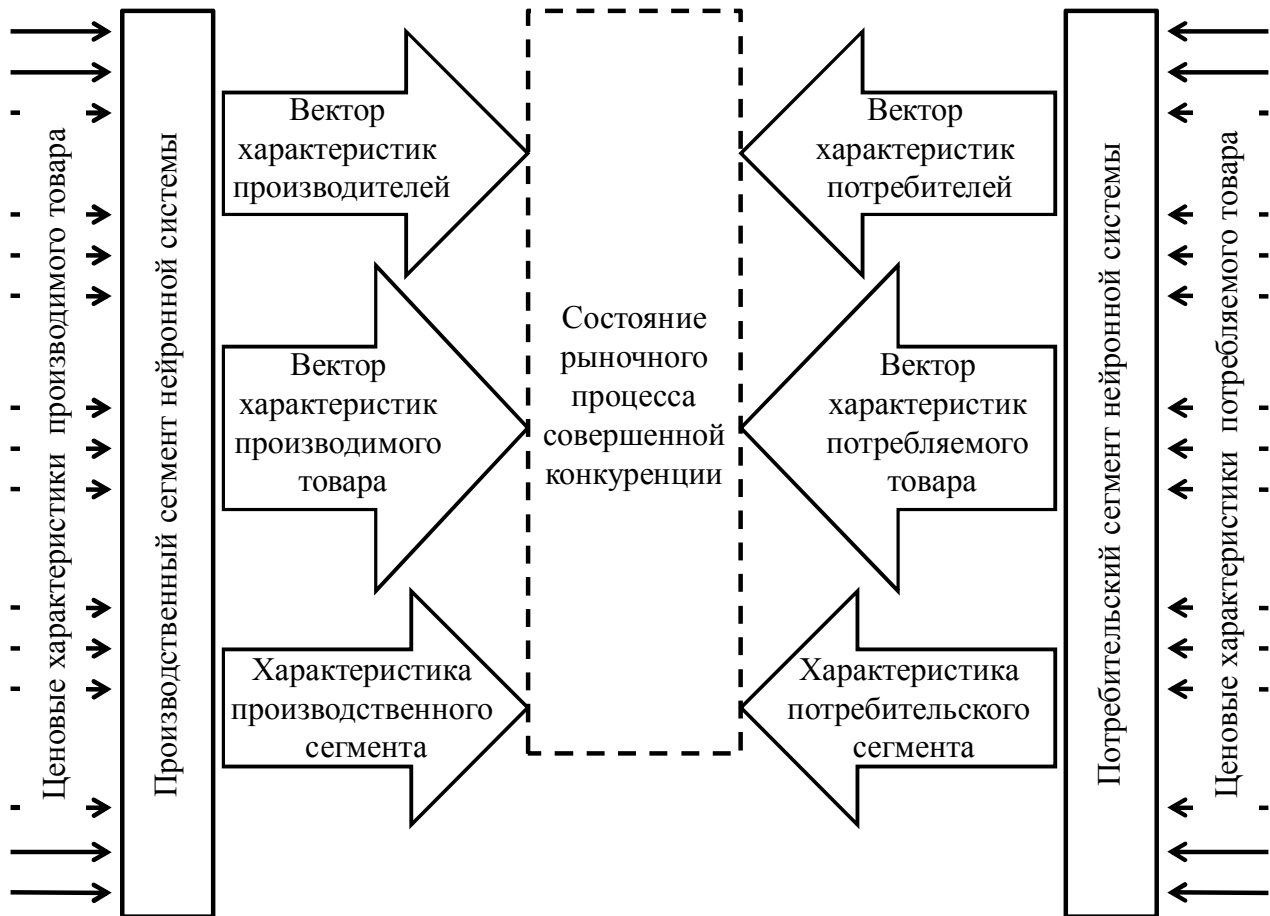 Ценовые характеристики производимого товара
Производственный сегмент нейронной системы
Вектор
характеристик
производителей
Вектор
характеристик
производимого
товара
Характеристика
производственного
сегмента
Состояние
рыночного
процесса
совершенной
конкуренции
Вектор
характеристик
потребителей
Вектор
характеристик
потребляемого
товара
Характеристика
потребительского
сегмента
Потребительский сегмент нейронной системы
Ценовые характеристики потребляемого товара